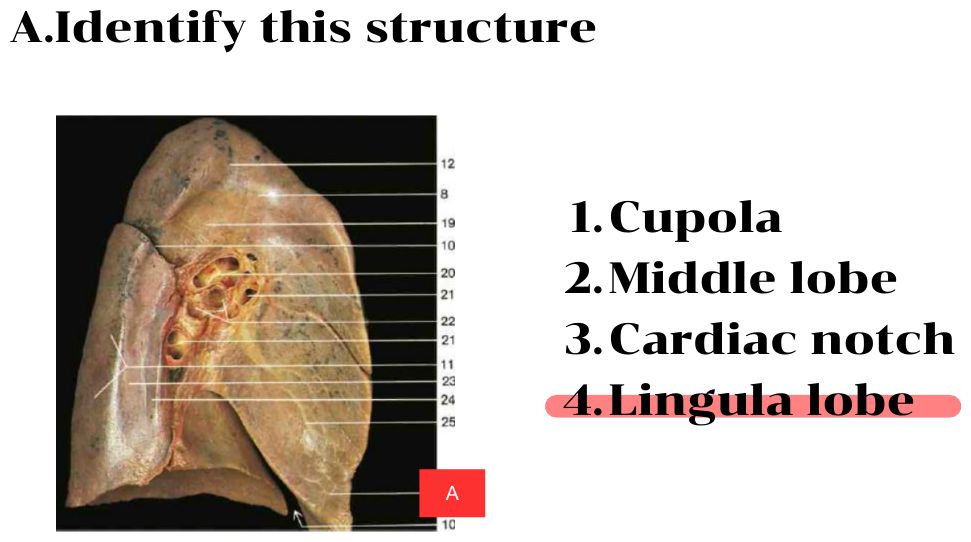 A.Identify this structure
12
8
19
10
20
21
22
21
11
23
24
25
A
10
1. Cupola
2. Middle lobe
3. Cardiac notch
4. Lingula lobe